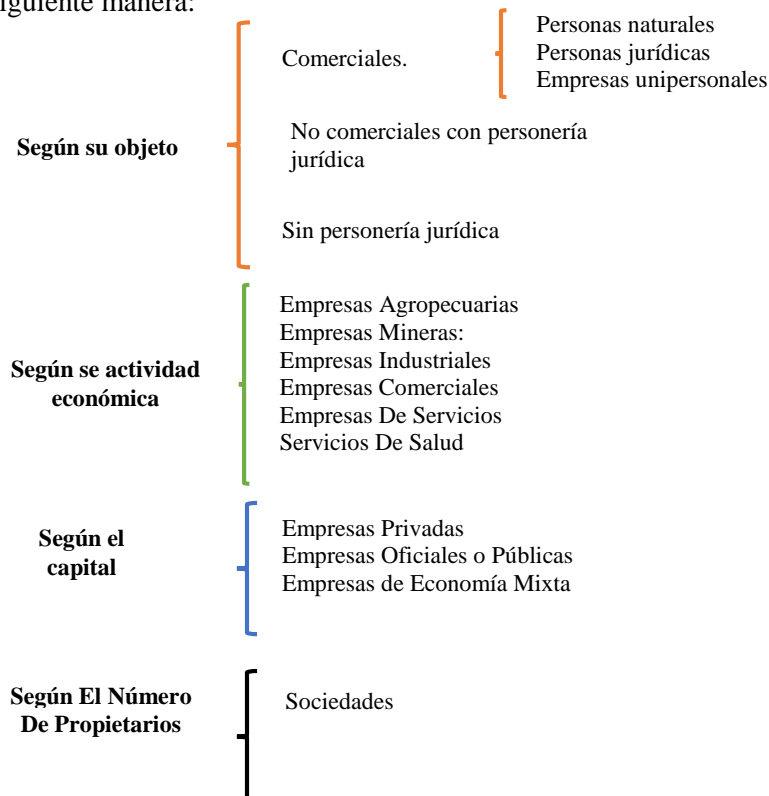 siguiente manera:
Personas naturales
Personas jurídicas
Empresas unipersonales
Comerciales.
No comerciales con personería
jurídica
Según su objeto
Sin personería jurídica
Empresas Agropecuarias
Empresas Mineras:
Empresas Industriales
Empresas Comerciales
Empresas De Servicios
Servicios De Salud
Según se actividad
económica
Empresas Privadas
Empresas Oficiales o Públicas
Empresas de Economía Mixta
Según el
capital
Según El Número
De Propietarios
Sociedades